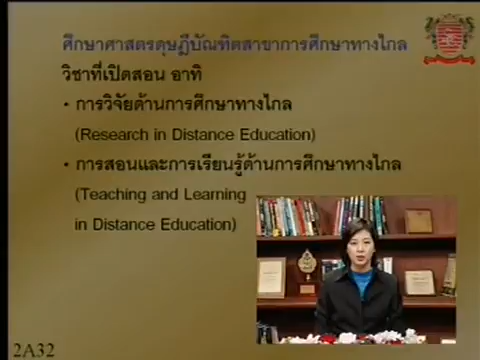 ศึกษาศาสตรดุษฎีบัณฑิตสาขาการศึกษาทางไกล
วิชาที่เปิดสอน อาทิ
• การวิจัยด้านการศึกษาทางไกล
(Research in Distance Education)
• การสอนและการเรียนรู้ด้านการศึกษาทางไกล
(Teaching and Learning
in Distance Education)
2A32